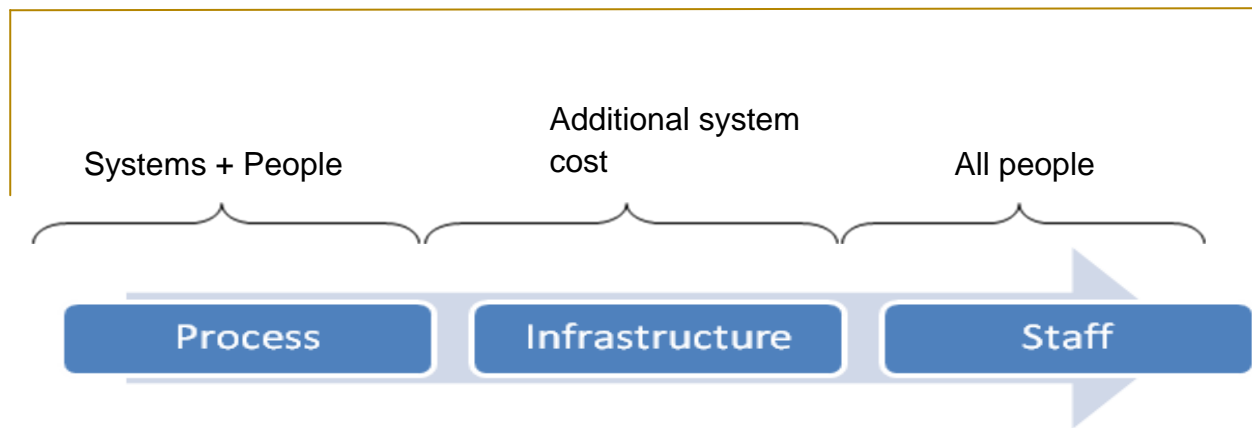 Additional system
cost
Systems + People
All people
Process
Infrastructure
Staff